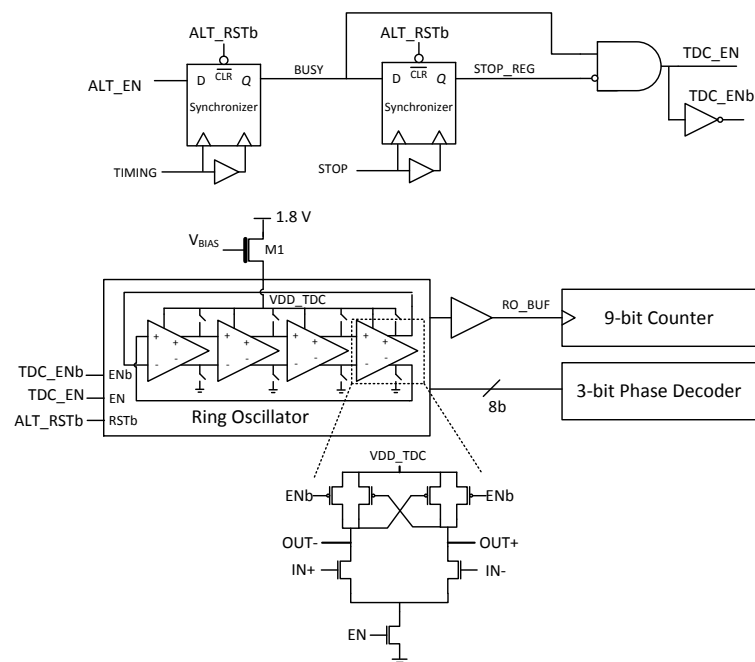 ALT_RSTb
ALT_RSTb
ALT_EN
D
CLR
Q
Synchronizer
BUSY
D
CLR
Q
Synchronizer
STOP_REG
TDC_EN
TDC_ENb
TIMING
STOP
1.8 V
VBIAS
M1
VDD_TDC
+ + + + + + + +
- - - - - - - -
TDC_ENb
ENb
TDC_EN
EN
ALT_RSTb
RSTb
Ring Oscillator
RO_BUF
9-bit Counter
8b
3-bit Phase Decoder
VDD_TDC
ENb
ENb
OUT-
OUT+
IN+
IN-
EN